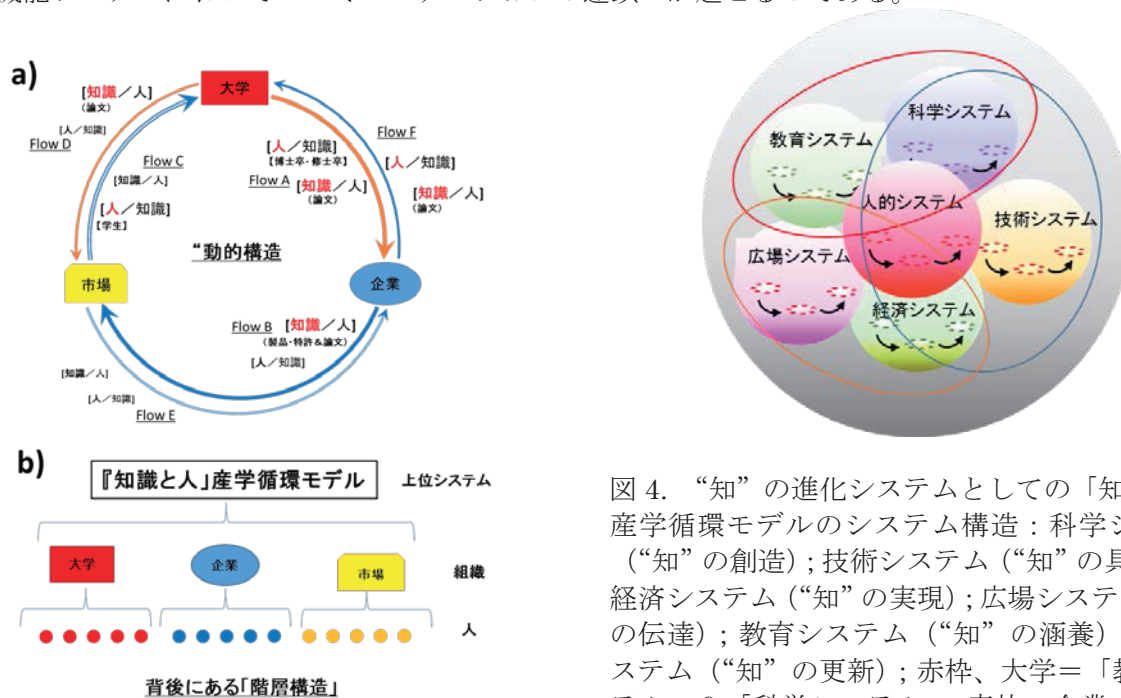 a)
大学
[知識／人]
(論文)
[人／知識]
Flow D
Flow C
[知識／人]
[人／知識]
【学生】
[人／知識]
【博士卒・修士卒】
Flow A
[知識／人]
(論文)
Flow F
[人／知識]
[知識／人]
(論文)
“動的構造
市場
企業
Flow B
[知識／人]
(製品・特許＆論文)
[人／知識]
[知識／人]
[人／知識]
Flow E
b)
『知識と人」産学循環モデル
上位システム
大学
企業
市場
組織
人
背後にある「階層構造」
科学システム
教育システム
人的システム
技術システム
広場システム
経済システム
図 4. “知” の進化システムとしての「知
産学循環モデルのシステム構造 : 科学シ
(“知” の創造) ; 技術システム (“知” の具
経済システム (“知” の実現) ; 広場システ
の伝達) ; 教育システム (“知” の涵養)
ステム (“知” の更新) ; 赤枠、大学＝「教